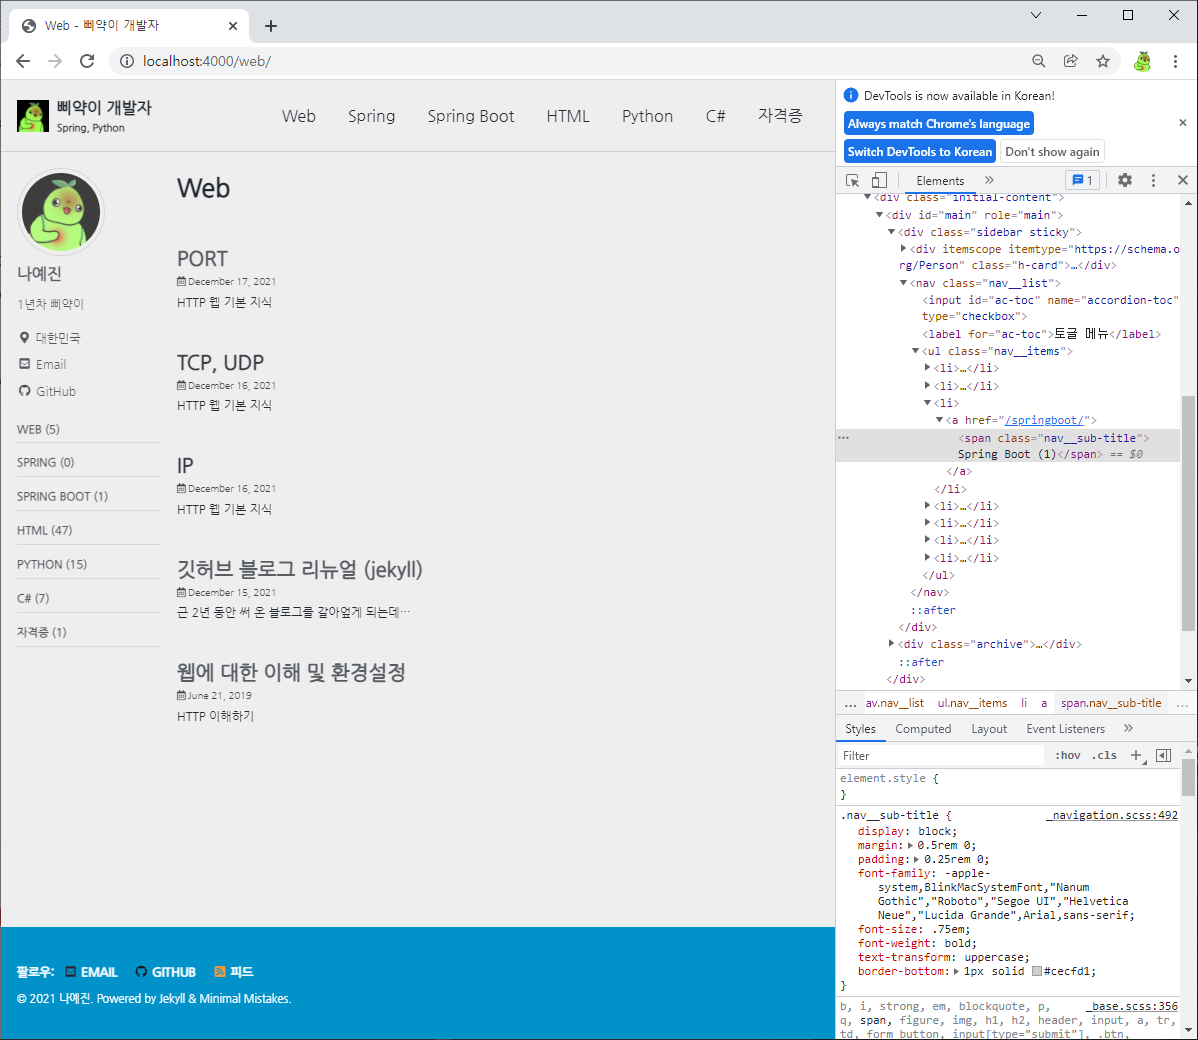 Web - 삐약이 개발자
localhost:4000/web/
삐약이 개발자
Spring, Python
Web Spring Spring Boot HTML Python C# 자격증
나예진
1년차 삐약이
대한민국
Email
GitHub
WEB (5)
SPRING (0)
SPRING BOOT (1)
HTML (47)
PYTHON (15)
C# (7)
자격증 (1)
Web
PORT
December 17, 2021
HTTP 웹 기본 지식
TCP, UDP
December 16, 2021
HTTP 웹 기본 지식
IP
December 16, 2021
HTTP 웹 기본 지식
깃허브 블로그 리뉴얼 (jekyll)
December 15, 2021
근 2년 동안 써 온 블로그를 갈아엎게 되는데…
웹에 대한 이해 및 환경설정
June 21, 2019
HTTP 이해하기
팔로우: EMAIL GITHUB 피드
© 2021 나예진. Powered by Jekyll & Minimal Mistakes.
DevTools is now available in Korean!
Always match Chrome's language
Switch DevTools to Korean Don't show again
Elements » 1
<div class="initial-content">
<div id="main" role="main">
<div class="sidebar sticky">
<div itemscope itemtype="https://schema.o
rg/Person" class="h-card">…</div>
<nav class="nav__list">
<input id="ac-toc" name="accordion-toc"
type="checkbox">
<label for="ac-toc">토글 메뉴</label>
<ul class="nav__items">
<li>…</li>
<li>…</li>
<li>
<a href="/springboot/">
<span class="nav__sub-title">
Spring Boot (1)</span> == $0
</a>
</li>
<li>…</li>
<li>…</li>
<li>…</li>
<li>…</li>
</ul>
</nav>
::after
</div>
<div class="archive">…</div>
::after
</div>
… av.nav__list ul.nav__items li a span.nav__sub-title …
Styles Computed Layout Event Listeners »
Filter :hov .cls +
element.style {
}
.nav__sub-title { _navigation.scss:492
display: block;
margin: 0.5rem 0;
padding: 0.25rem 0;
font-family: -apple-
system,BlinkMacSystemFont,"Nanum
Gothic","Roboto","Segoe UI","Helvetica
Neue","Lucida Grande",Arial,sans-serif;
font-size: .75em;
font-weight: bold;
text-transform: uppercase;
border-bottom: 1px solid #cecfd1;
}
b, i, strong, em, blockquote, p, _base.scss:356
q, span, figure, img, h1, h2, header, input, a, tr,
td, form button, input[type="submit"], .btn,